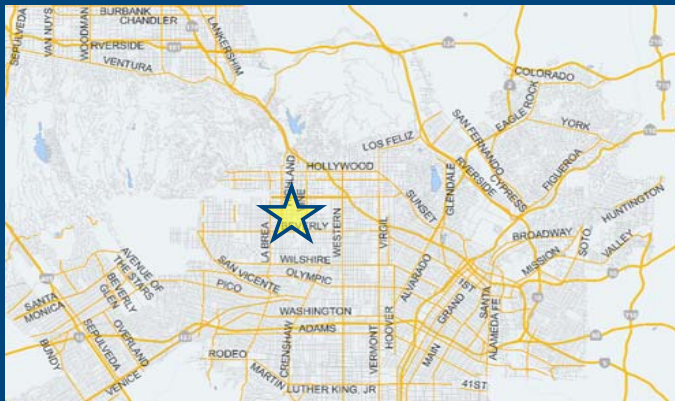 SEPULVEDA
VAN NUYS
WOODMAN
BURBANK
CHANDLER
LANKERSHIM
RIVERSIDE
VENTURA
COLORADO
EAGLE ROCK
YORK
SAN FERNANDO
LOS FELIZ
RIVERSIDE
CYPRESS
FIGUEROA
HOLLYWOOD
GLENDALE
SUNSET
HUNTINGTON
LA BREA
BEVERLY
WESTERN
VIRGIL
BROADWAY
SOTO
VALLEY
MISSION
AVENUE OF
THE STARS
BEVERLY
GLEN
SAN VICENTE
WILSHIRE
OLYMPIC
PICO
ALVARADO
1ST
GRAND
SANTA
FE
ALAMEDA
SANTA
MONICA
SEPULVEDA
OVERLAND
BUNDY
VENICE
WASHINGTON
ADAMS
CRENSHAW
VERMONT
HOOVER
MAIN
RODEO
MARTIN
LUTHER KING, JR
41ST